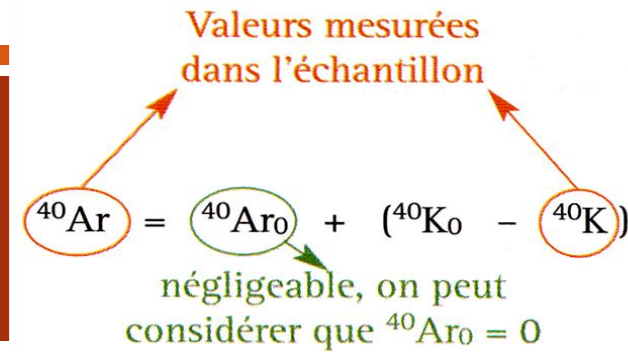 Valeurs mesurées
dans l'échantillon
⁴⁰Ar = ⁴⁰Ar₀ + (⁴⁰K₀ - ⁴⁰K)
négligeable, on peut
considérer que ⁴⁰Ar₀ = 0